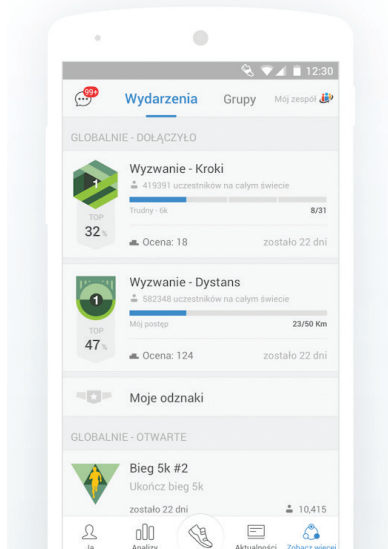 12:30
99+
Wydarzenia Grupy Mój zespół
GLOBALNIE - DOŁĄCZYŁO
1
TOP
32 %
Wyzwanie - Kroki
419391 uczestników na całym świecie
Trudny - 6k 8/31
Ocena: 18 zostało 22 dni
1
TOP
47 %
Wyzwanie - Dystans
582348 uczestników na całym świecie
Mój postęp 23/50 Km
Ocena: 124 zostało 22 dni
Moje odznaki
GLOBALNIE - OTWARTE
Bieg 5k #2
Ukończ bieg 5k
zostało 22 dni 10,415
Ja Analizy Aktualności Zobacz więcej